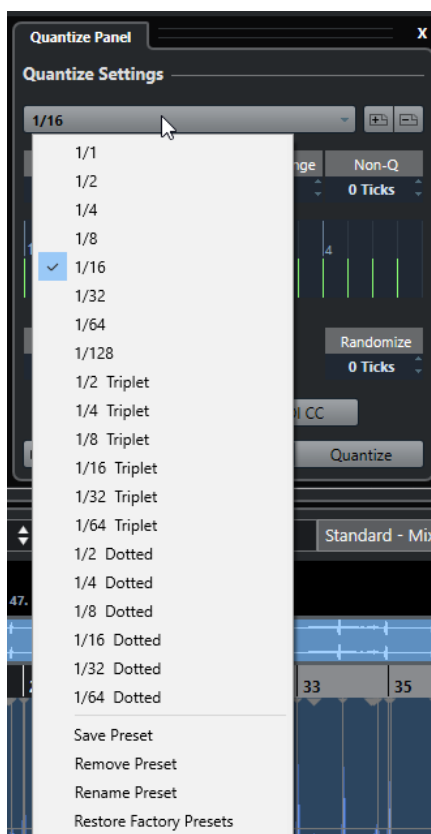 Quantize Panel X
Quantize Settings
1/16
1/1
1/2 Non-Q
1/4 0 Ticks
1/8
4
1/16
1/32
1/64
1/128 Randomize
1/2 Triplet 0 Ticks
1/4 Triplet
1/8 Triplet CC
1/16 Triplet Quantize
1/32 Triplet
1/64 Triplet
1/2 Dotted Standard - Mix
1/4 Dotted
1/8 Dotted
47.
1/16 Dotted
1/32 Dotted
1/64 Dotted 33 35
Save Preset
Remove Preset
Rename Preset
Restore Factory Presets